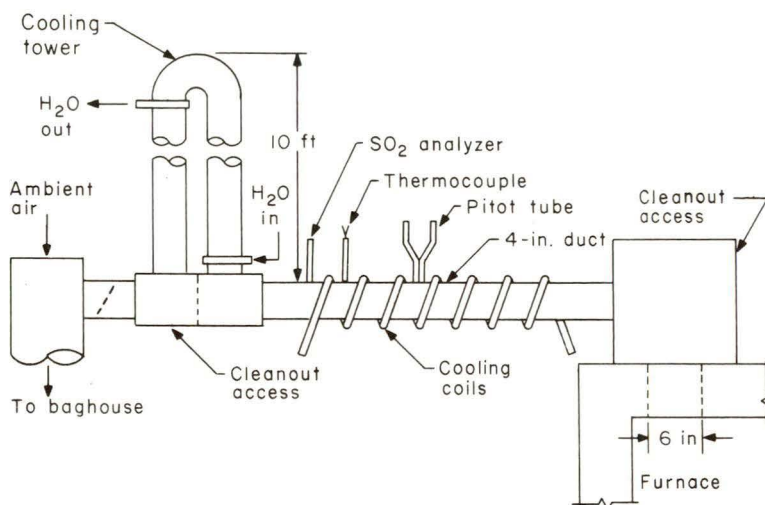 Cooling
tower
H2O
out
10 ft
SO2 analyzer
Thermocouple
Pitot tube
H2O
in
4-in. duct
Cleanout
access
Ambient
air
Cleanout
access
Cooling
coils
To baghouse
6 in
Furnace